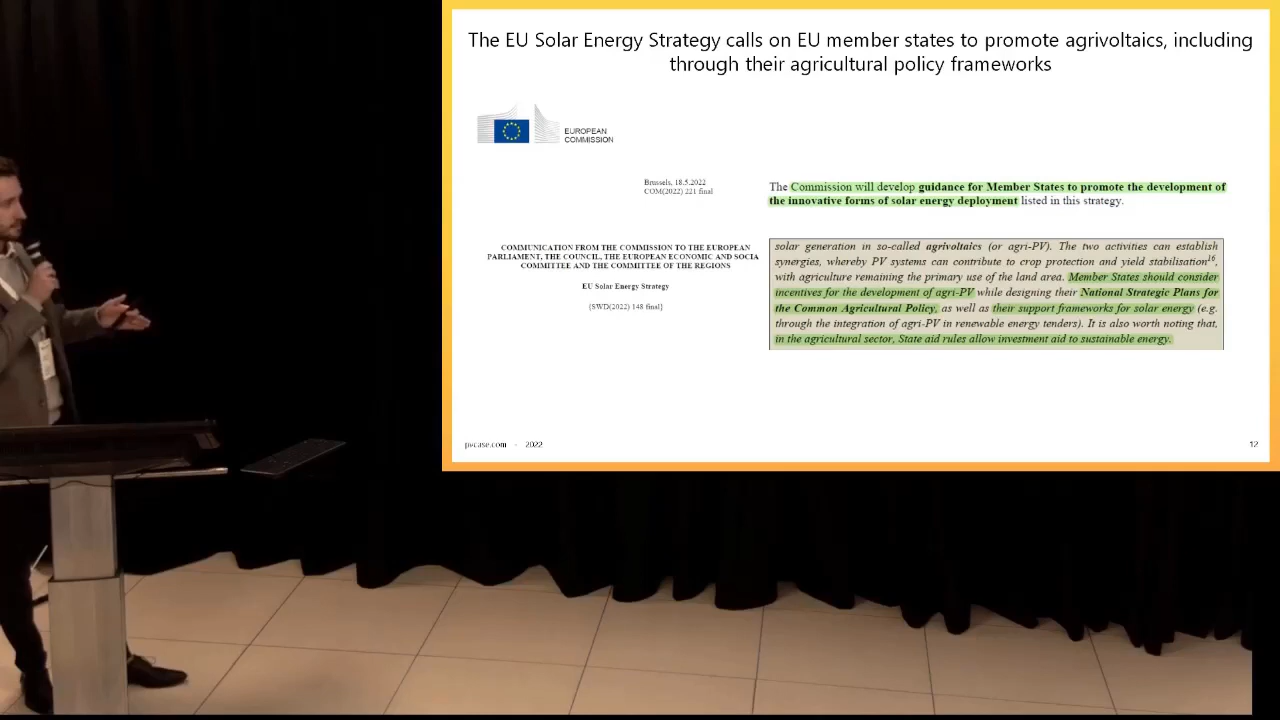 The EU Solar Energy Strategy calls on EU member states to promote agrivoltaics, including
through their agricultural policy frameworks
EUROPEAN
COMMISSION
Brussels, 18.5.2022
COM(2022) 221 final
COMMUNICATION FROM THE COMMISSION TO THE EUROPEAN
PARLIAMENT, THE COUNCIL, THE EUROPEAN ECONOMIC AND SOCIA
COMMITTEE AND THE COMMITTEE OF THE REGIONS
EU Solar Energy Strategy
{SWD(2022) 148 final}
The Commission will develop guidance for Member States to promote the development of
the innovative forms of solar energy deployment listed in this strategy.
solar generation in so-called agrivoltaics (or agri-PV). The two activities can establish
synergies, whereby PV systems can contribute to crop protection and yield stabilisation16,
with agriculture remaining the primary use of the land area. Member States should consider
incentives for the development of agri-PV while designing their National Strategic Plans for
the Common Agricultural Policy, as well as their support frameworks for solar energy (e.g.
through the integration of agri-PV in renewable energy tenders). It is also worth noting that,
in the agricultural sector, State aid rules allow investment aid to sustainable energy.
pvcase.com - 2022
12